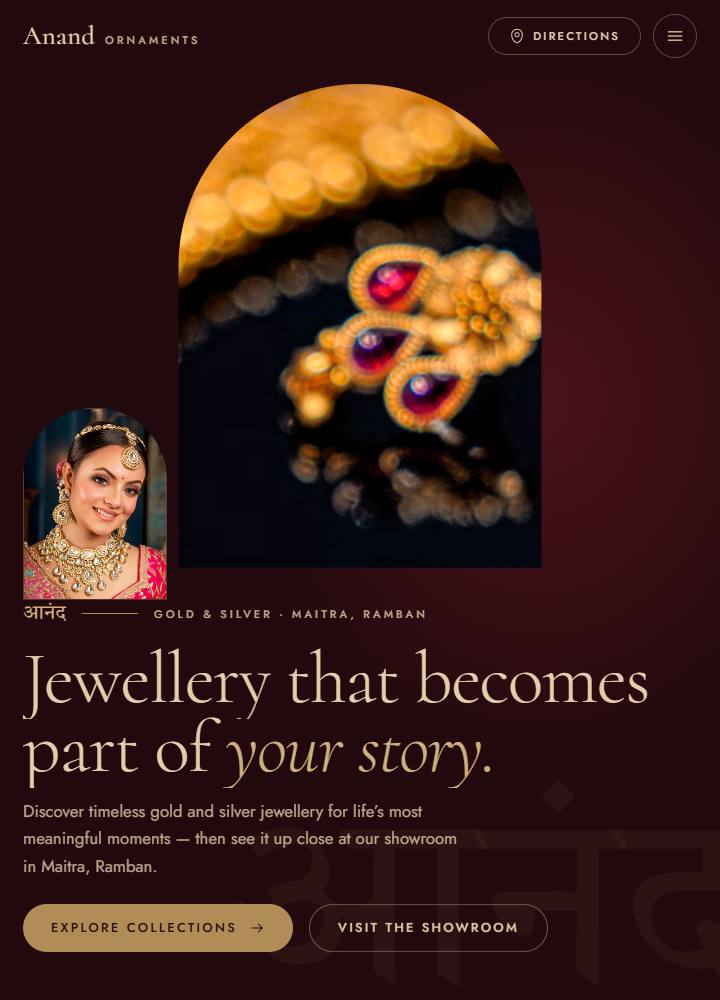 Anand ORNAMENTS
DIRECTIONS
आनंद
GOLD & SILVER · MAITRA, RAMBAN
Jewellery that becomes
part of your story.
Discover timeless gold and silver jewellery for life’s most
meaningful moments — then see it up close at our showroom
in Maitra, Ramban.
EXPLORE COLLECTIONS →
VISIT THE SHOWROOM
आनंद